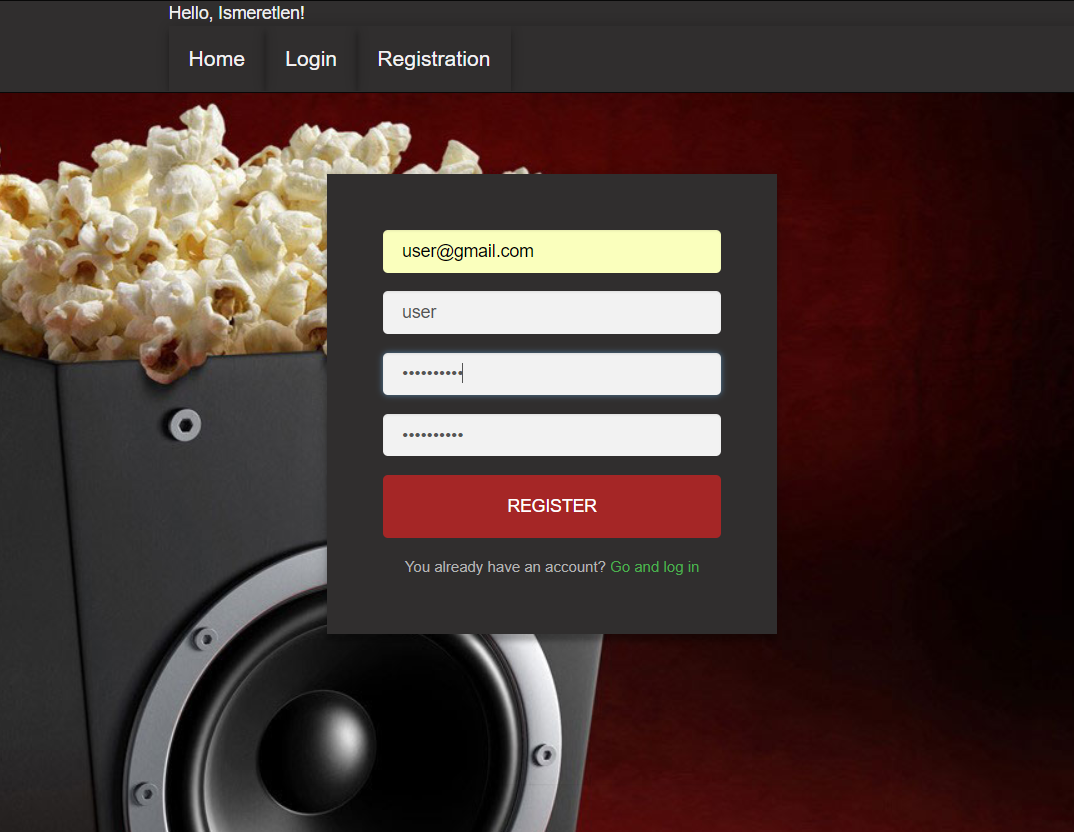 Hello, Ismeretlen!
Home Login Registration
user@gmail.com
user
••••••••••
••••••••••
REGISTER
You already have an account? Go and log in